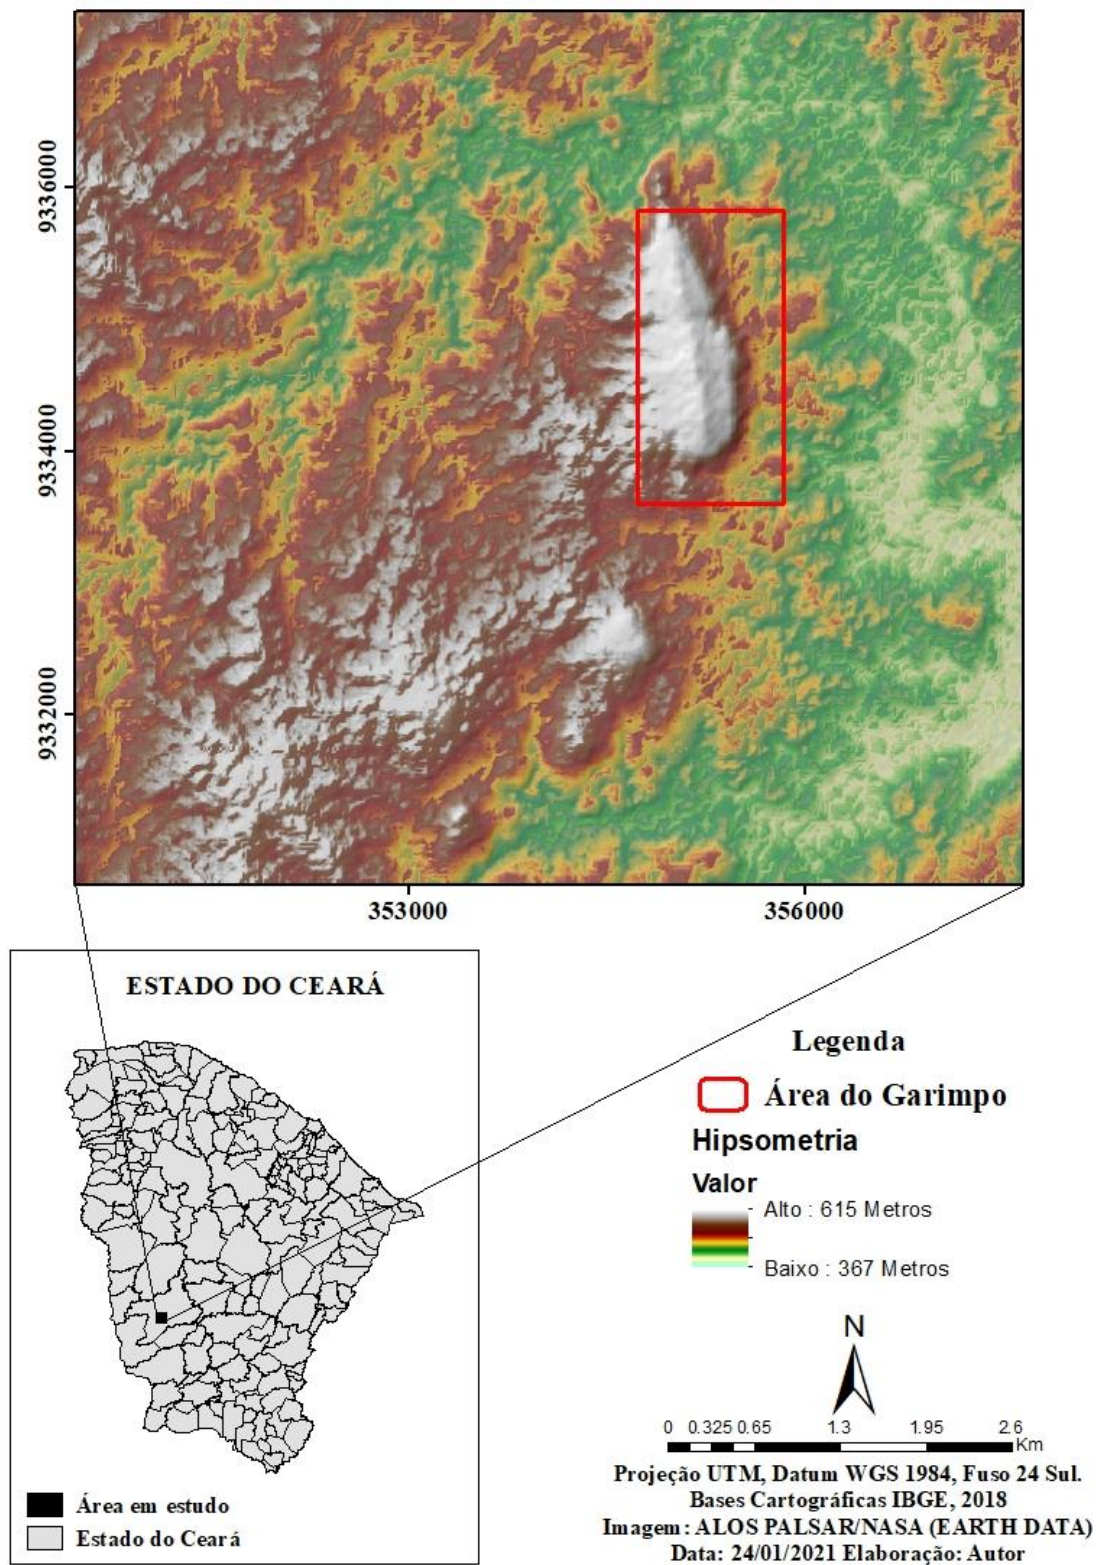 9336000
9334000
9332000
353000
356000
ESTADO DO CEARÁ
Área em estudo
Estado do Ceará
Legenda
Área do Garimpo
Hipsometria
Valor
Alto : 615 Metros
Baixo : 367 Metros
N
0 0.325 0.65 1.3 1.95 2.6
Km
Projeção UTM, Datum WGS 1984, Fuso 24 Sul.
Bases Cartográficas IBGE, 2018
Imagem: ALOS PALSAR/NASA (EARTH DATA)
Data: 24/01/2021 Elaboração: Autor